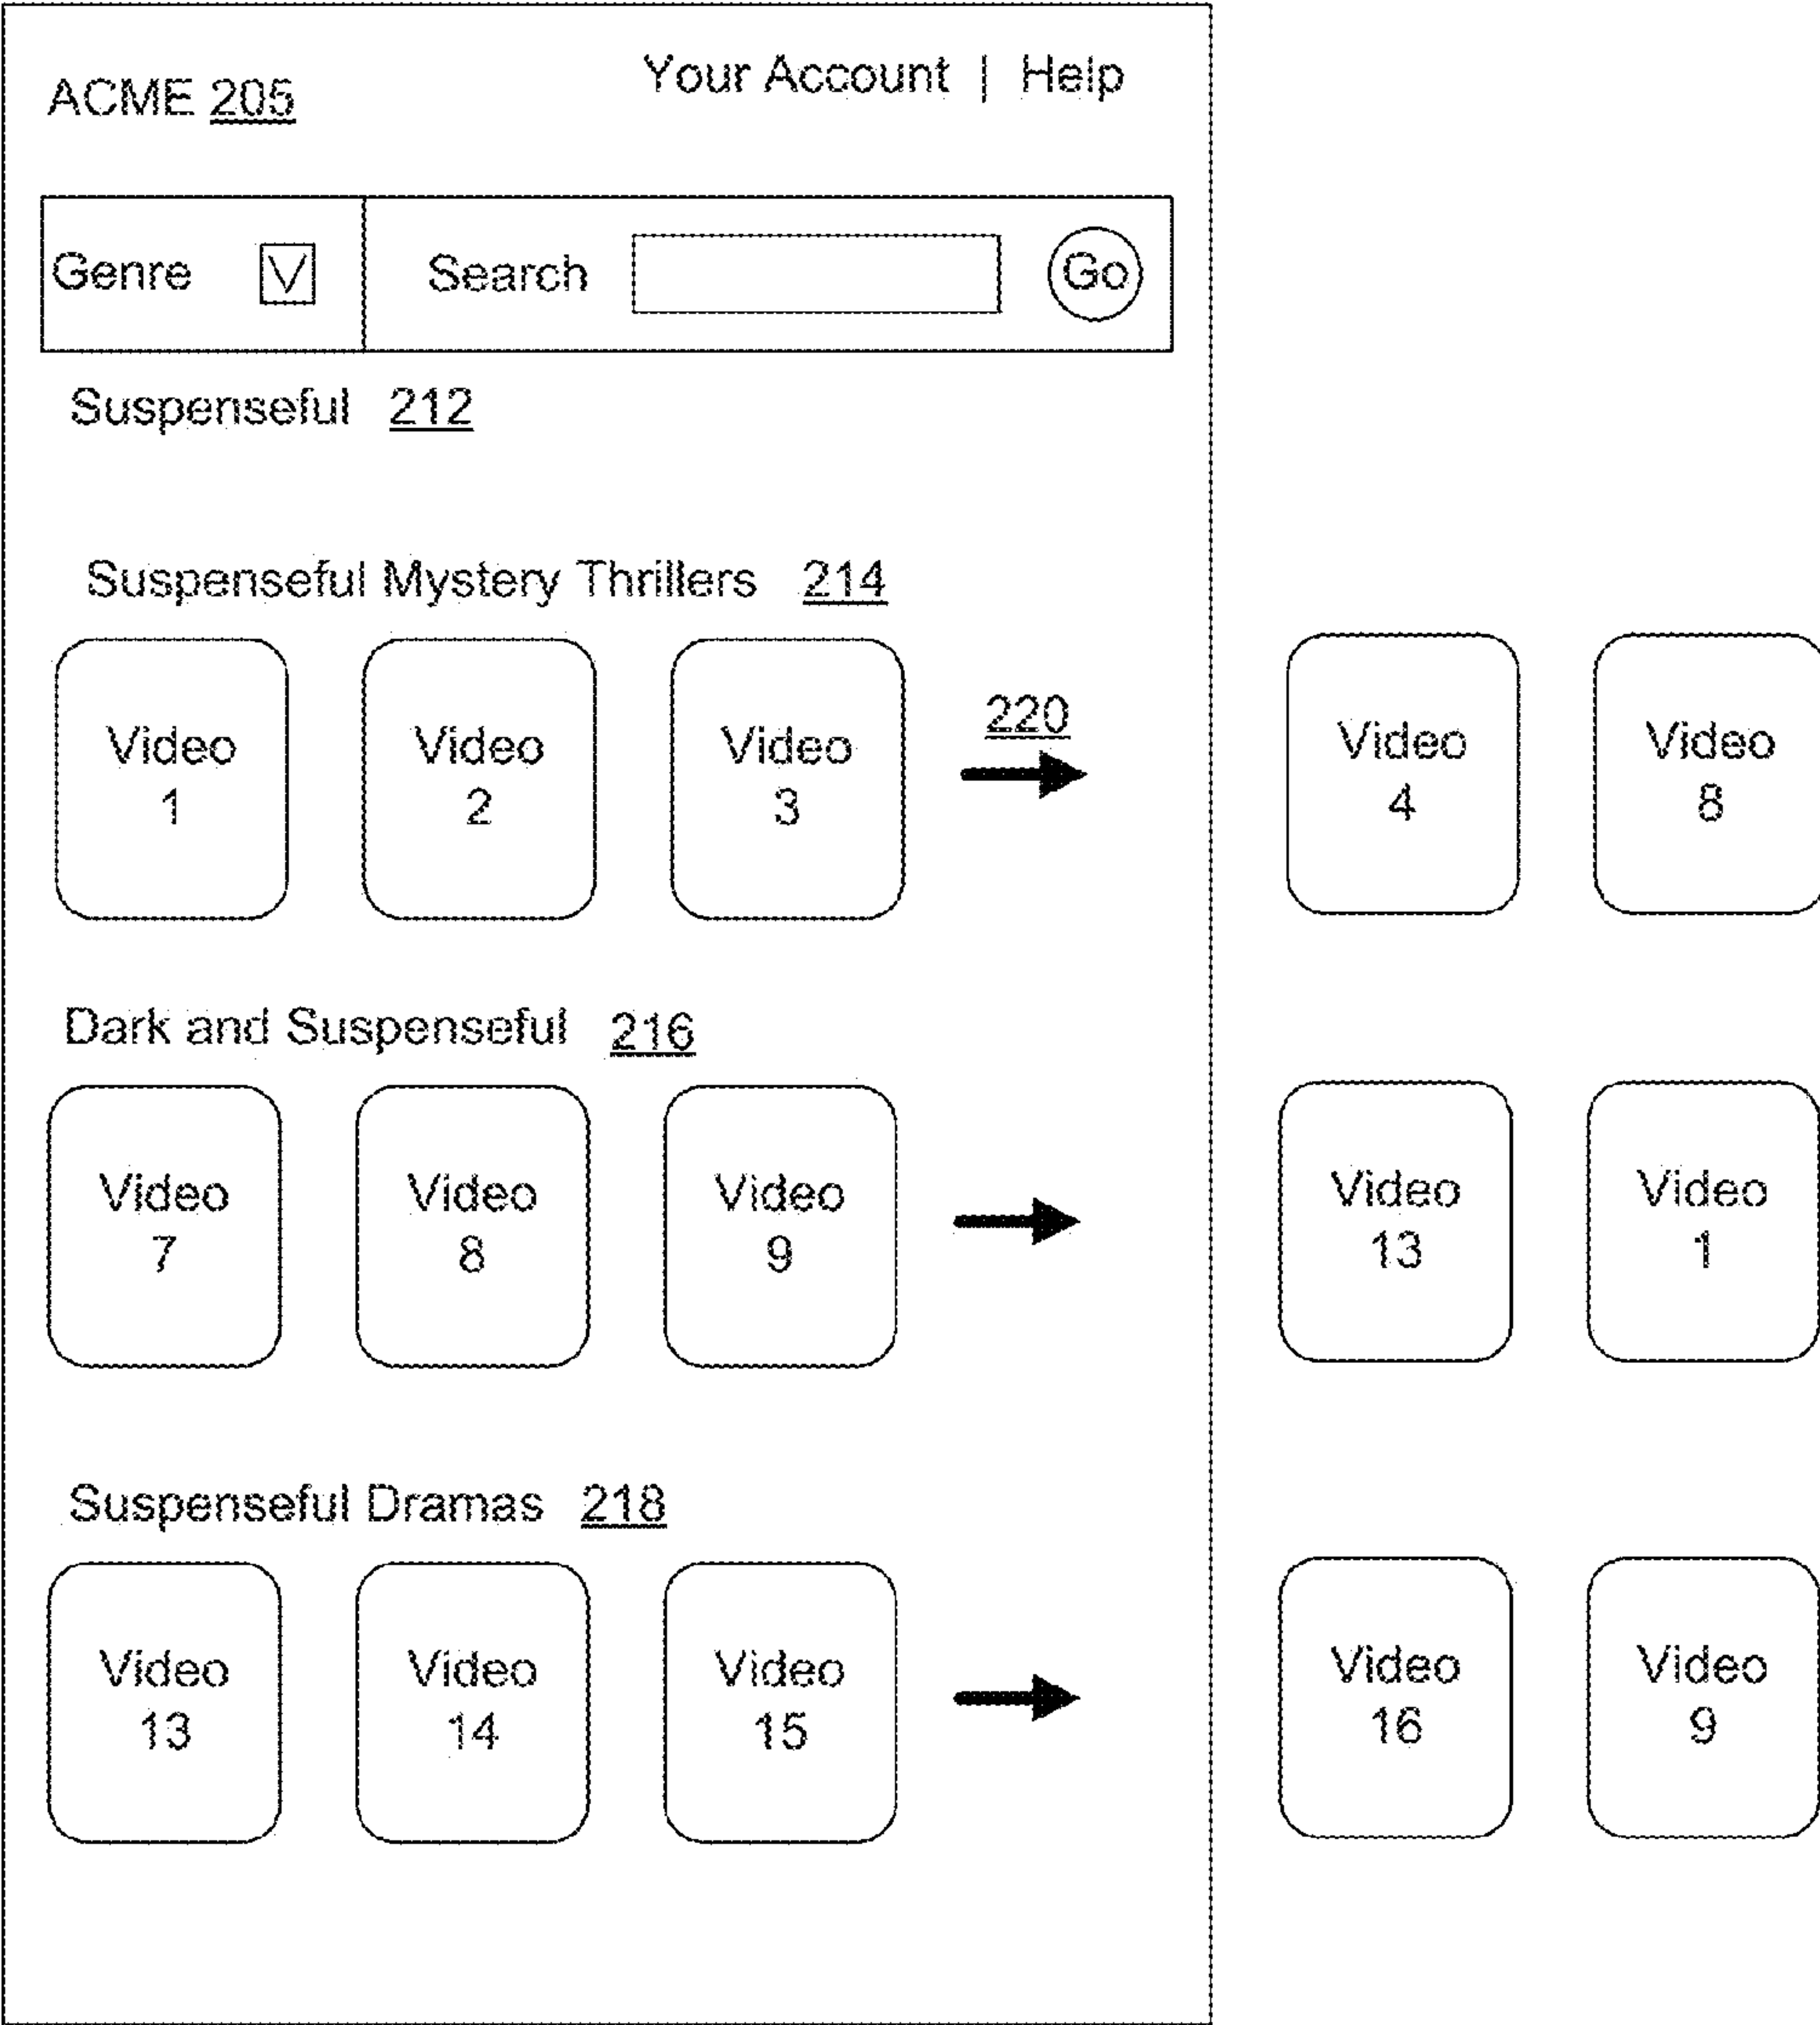 ACME 205
Your Account | Help
Genre V Search Go
Suspenseful 212
Suspenseful Mystery Thrillers 214
Video 1
Video 2
Video 3
220
Video 4
Video 8
Dark and Suspenseful 216
Video 7
Video 8
Video 9
Video 13
Video 1
Suspenseful Dramas 218
Video 13
Video 14
Video 15
Video 16
Video 9